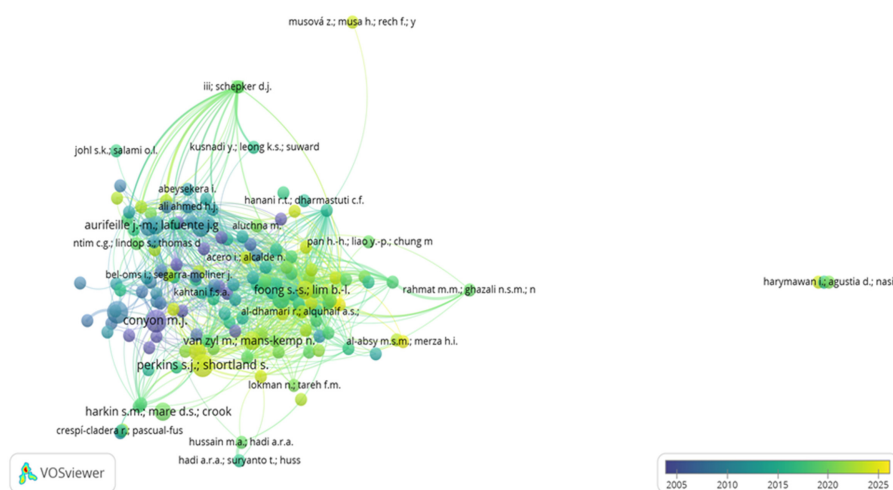 musová z.; musa h.; rech f.; y
iii; schepker d.j.
johl s.k.; salami o.l.
kusnadi y.; leong k.s.; suward
abeysekera i.
ali ahmed h.j.
hanani r.t.; dharmastuti c.f.
aurifeille j.-m.; lafuente j.g
aluchna m.
ntim c.g.; lindop s.; thomas d
pan h.-h.; liao y.-p.; chung m
acero i.; alcalde n.
bel-oms i.; segarra-moliner j.
harymawan i.; agustia d.; nasi
kahtani f.s.a.
foong s.-s.; lim b.-l.
rahmat m.m.; ghazali n.s.m.; n
al-dhamari r.; alquhaif a.s.;
conyon m.j.
van zyl m.; mans-kemp n.
al-absy m.s.m.; merza h.i.
perkins s.j.; shortland s.
lokman n.; tareh f.m.
harkin s.m.; mare d.s.; crook
crespí-cladera r.; pascual-fus
hussain m.a.; hadi a.r.a.
hadi a.r.a.; suryanto t.; huss
VOSviewer
2005 2010 2015 2020 2025